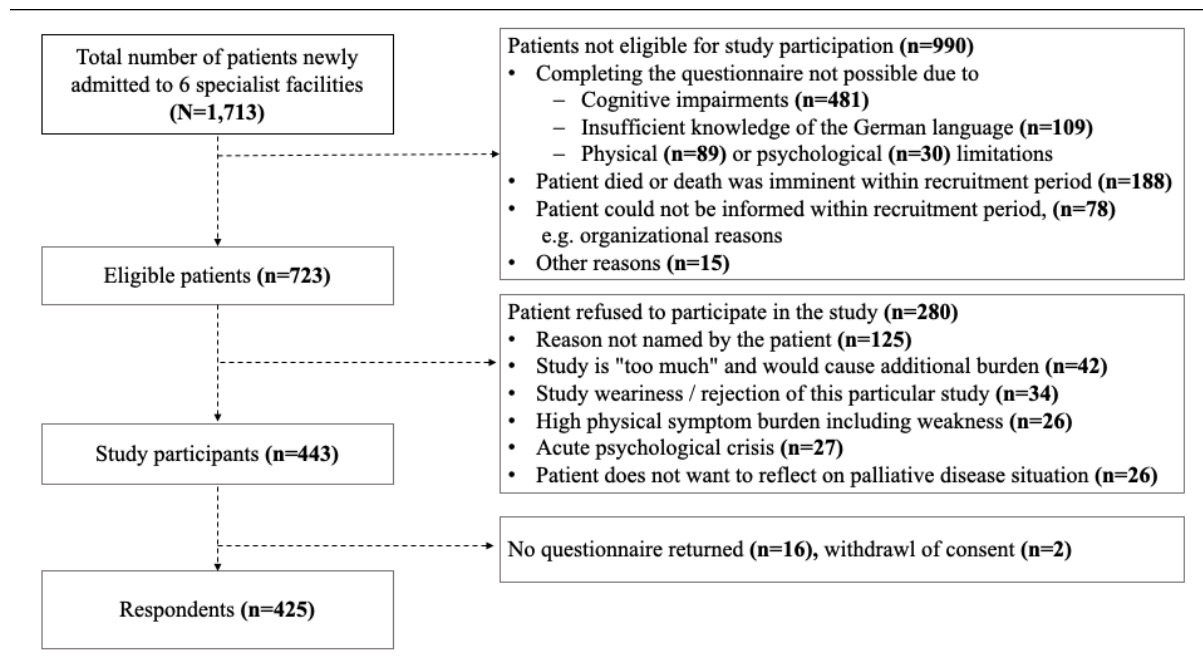 Total number of patients newly
admitted to 6 specialist facilities
(N=1,713)
Patients not eligible for study participation (n=990)
• Completing the questionnaire not possible due to
– Cognitive impairments (n=481)
– Insufficient knowledge of the German language (n=109)
– Physical (n=89) or psychological (n=30) limitations
• Patient died or death was imminent within recruitment period (n=188)
• Patient could not be informed within recruitment period, (n=78)
e.g. organizational reasons
• Other reasons (n=15)
Eligible patients (n=723)
Patient refused to participate in the study (n=280)
• Reason not named by the patient (n=125)
• Study is "too much" and would cause additional burden (n=42)
• Study weariness / rejection of this particular study (n=34)
• High physical symptom burden including weakness (n=26)
• Acute psychological crisis (n=27)
• Patient does not want to reflect on palliative disease situation (n=26)
Study participants (n=443)
No questionnaire returned (n=16), withdrawl of consent (n=2)
Respondents (n=425)